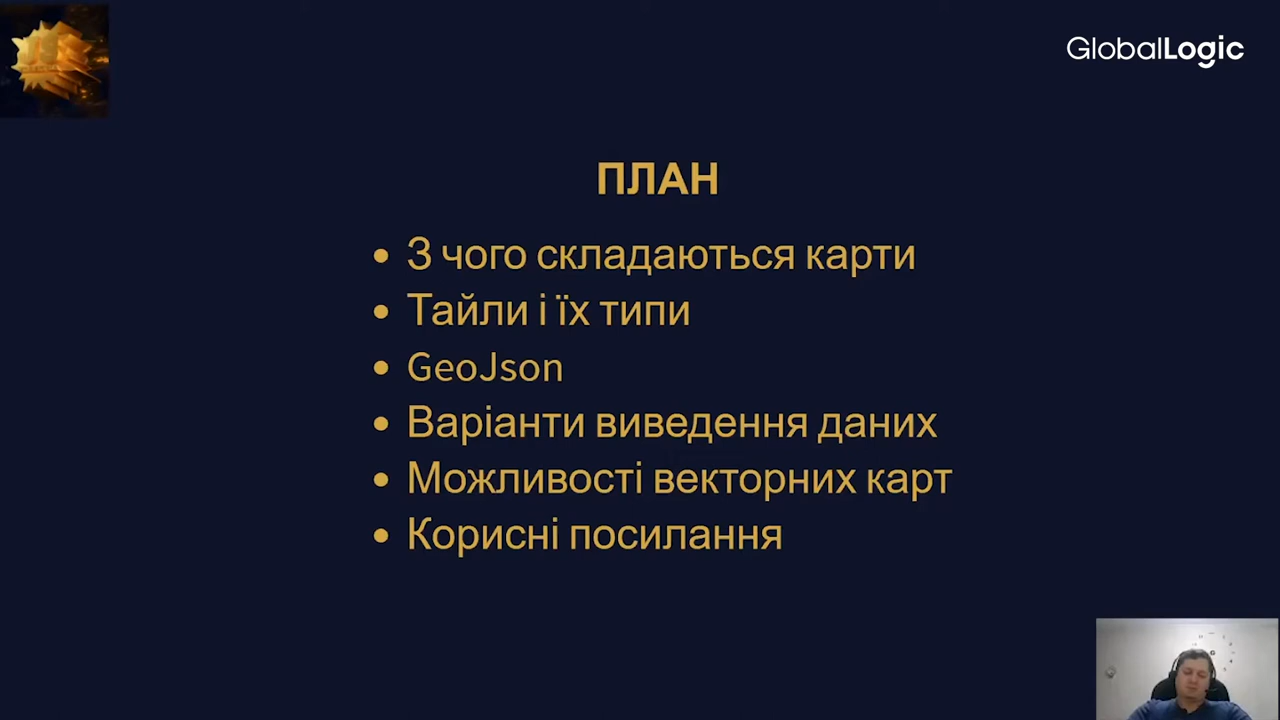 GlobalLogic
ПЛАН
З чого складаються карти
Тайли і їх типи
GeoJson
Варіанти виведення даних
Можливості векторних карт
Корисні посилання